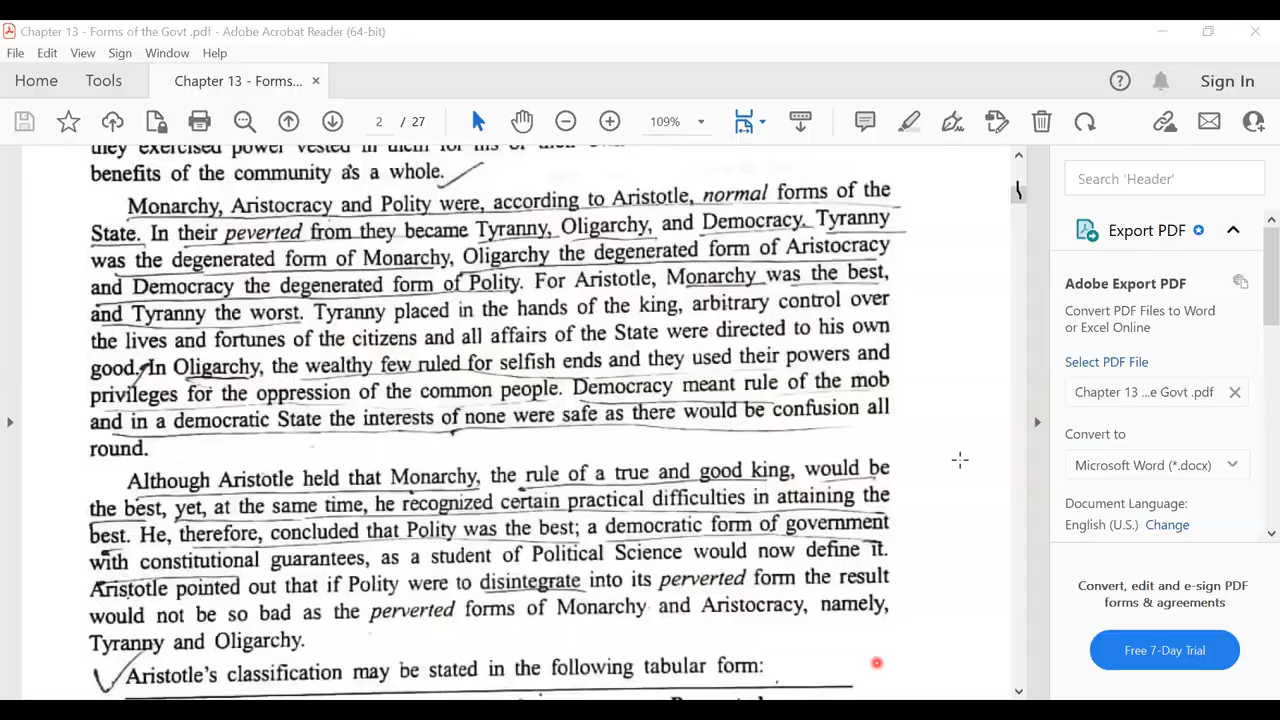 Chapter 13 - Forms of the Govt .pdf - Adobe Acrobat Reader (64-bit)
File Edit View Sign Window Help
Home Tools Chapter 13 - Forms... × Sign In
2 / 27 109%
they exercised power vested in them for his or their
benefits of the community as a whole.
Monarchy, Aristocracy and Polity were, according to Aristotle, normal forms of the
State. In their peverted from they became Tyranny, Oligarchy, and Democracy. Tyranny
was the degenerated form of Monarchy, Oligarchy the degenerated form of Aristocracy
and Democracy the degenerated form of Polity. For Aristotle, Monarchy was the best,
and Tyranny the worst. Tyranny placed in the hands of the king, arbitrary control over
the lives and fortunes of the citizens and all affairs of the State were directed to his own
good. In Oligarchy, the wealthy few ruled for selfish ends and they used their powers and
privileges for the oppression of the common people. Democracy meant rule of the mob
and in a democratic State the interests of none were safe as there would be confusion all
round.
Although Aristotle held that Monarchy, the rule of a true and good king, would be
the best, yet, at the same time, he recognized certain practical difficulties in attaining the
best. He, therefore, concluded that Polity was the best; a democratic form of government
with constitutional guarantees, as a student of Political Science would now define it.
Aristotle pointed out that if Polity were to disintegrate into its perverted form the result
would not be so bad as the perverted forms of Monarchy and Aristocracy, namely,
Tyranny and Oligarchy.
Aristotle's classification may be stated in the following tabular form:
Search 'Header'
Export PDF
Adobe Export PDF
Convert PDF Files to Word
or Excel Online
Select PDF File
Chapter 13 ...e Govt .pdf
Convert to
Microsoft Word (*.docx)
Document Language:
English (U.S.) Change
Convert, edit and e-sign PDF
forms & agreements
Free 7-Day Trial